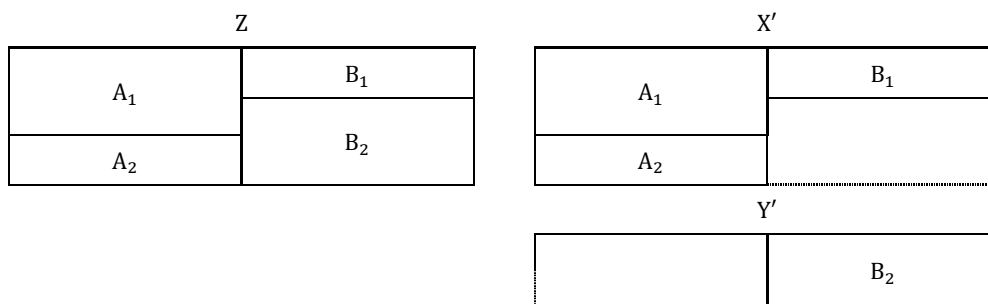 Z
A₁ B₁
A₂ B₂
X′
A₁ B₁
A₂
Y′
B₂